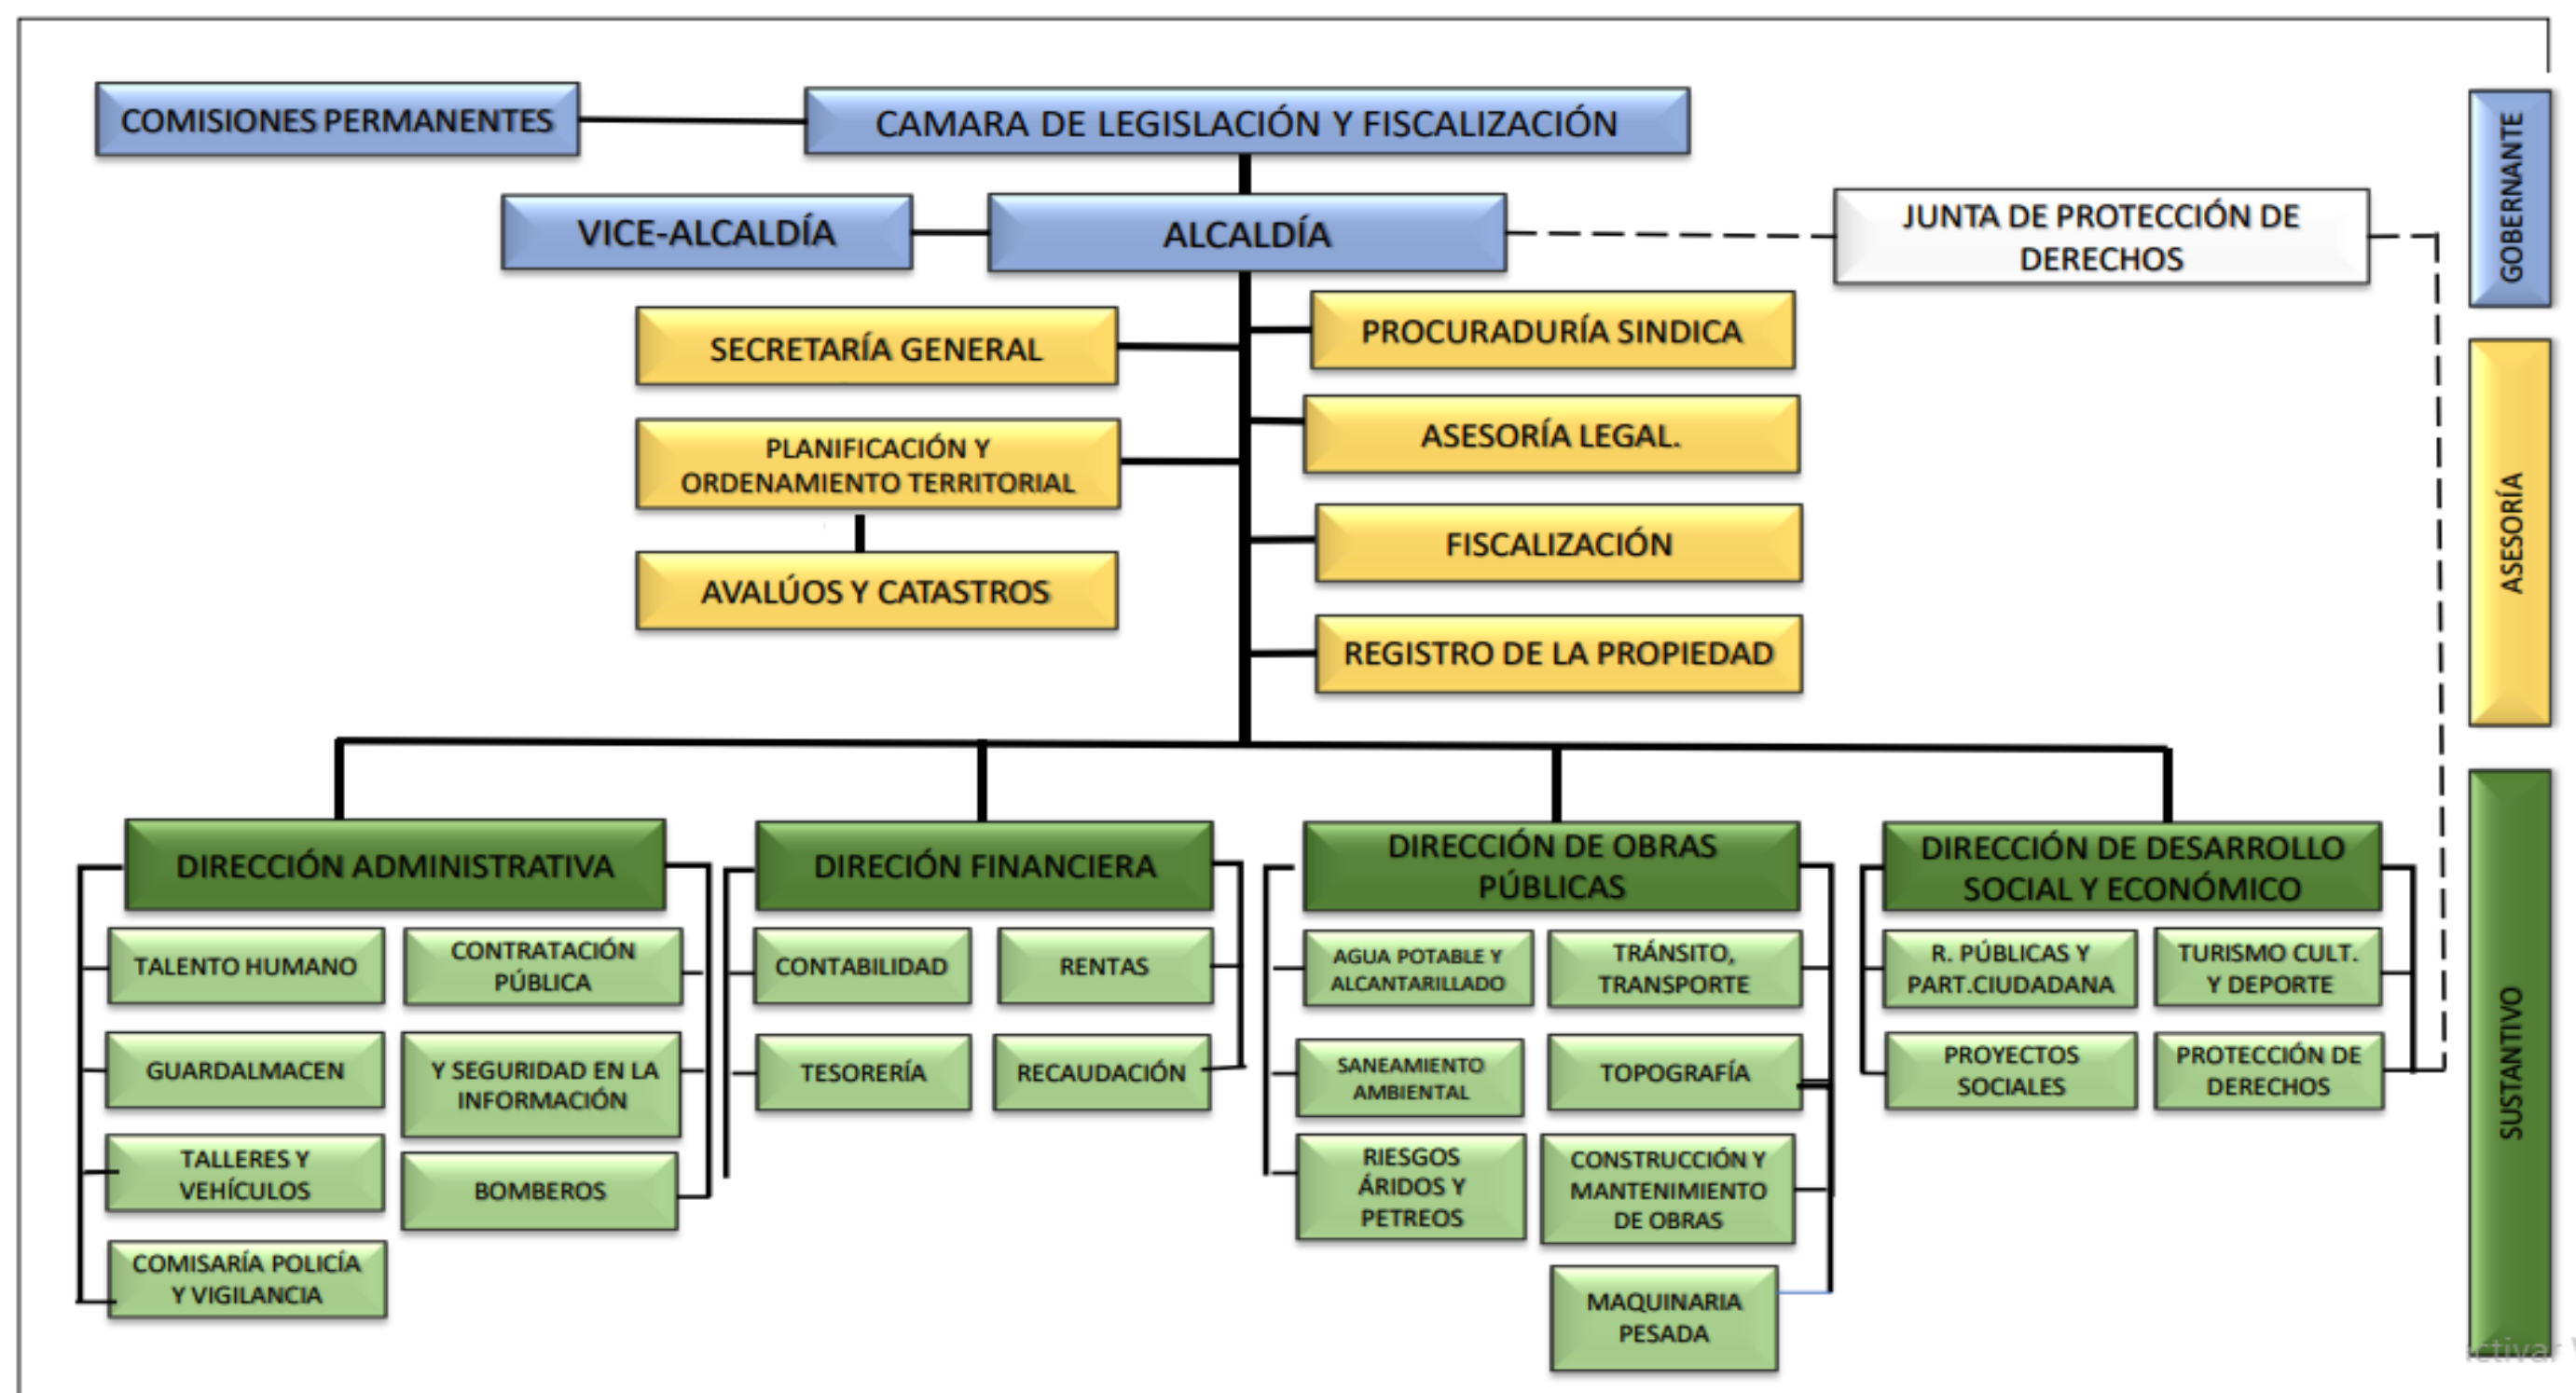 COMISIONES PERMANENTES
CAMARA DE LEGISLACIÓN Y FISCALIZACIÓN
VICE-ALCALDÍA
ALCALDÍA
JUNTA DE PROTECCIÓN DE
DERECHOS
GOBERNANTE
SECRETARÍA GENERAL
PROCURADURÍA SINDICA
PLANIFICACIÓN Y
ORDENAMIENTO TERRITORIAL
ASESORÍA LEGAL.
AVALÚOS Y CATASTROS
FISCALIZACIÓN
REGISTRO DE LA PROPIEDAD
ASESORÍA
DIRECCIÓN ADMINISTRATIVA
TALENTO HUMANO
CONTRATACIÓN
PÚBLICA
GUARDALMACEN
Y SEGURIDAD EN LA
INFORMACIÓN
TALLERES Y
VEHÍCULOS
BOMBEROS
COMISARÍA POLICÍA
Y VIGILANCIA
DIRECIÓN FINANCIERA
CONTABILIDAD
RENTAS
TESORERÍA
RECAUDACIÓN
DIRECCIÓN DE OBRAS
PÚBLICAS
AGUA POTABLE Y
ALCANTARILLADO
TRÁNSITO,
TRANSPORTE
SANEAMIENTO
AMBIENTAL
TOPOGRAFÍA
RIESGOS
ÁRIDOS Y
PETREOS
CONSTRUCCIÓN Y
MANTENIMIENTO
DE OBRAS
MAQUINARIA
PESADA
DIRECCIÓN DE DESARROLLO
SOCIAL Y ECONÓMICO
R. PÚBLICAS Y
PART.CIUDADANA
TURISMO CULT.
Y DEPORTE
PROYECTOS
SOCIALES
PROTECCIÓN DE
DERECHOS
SUSTANTIVO